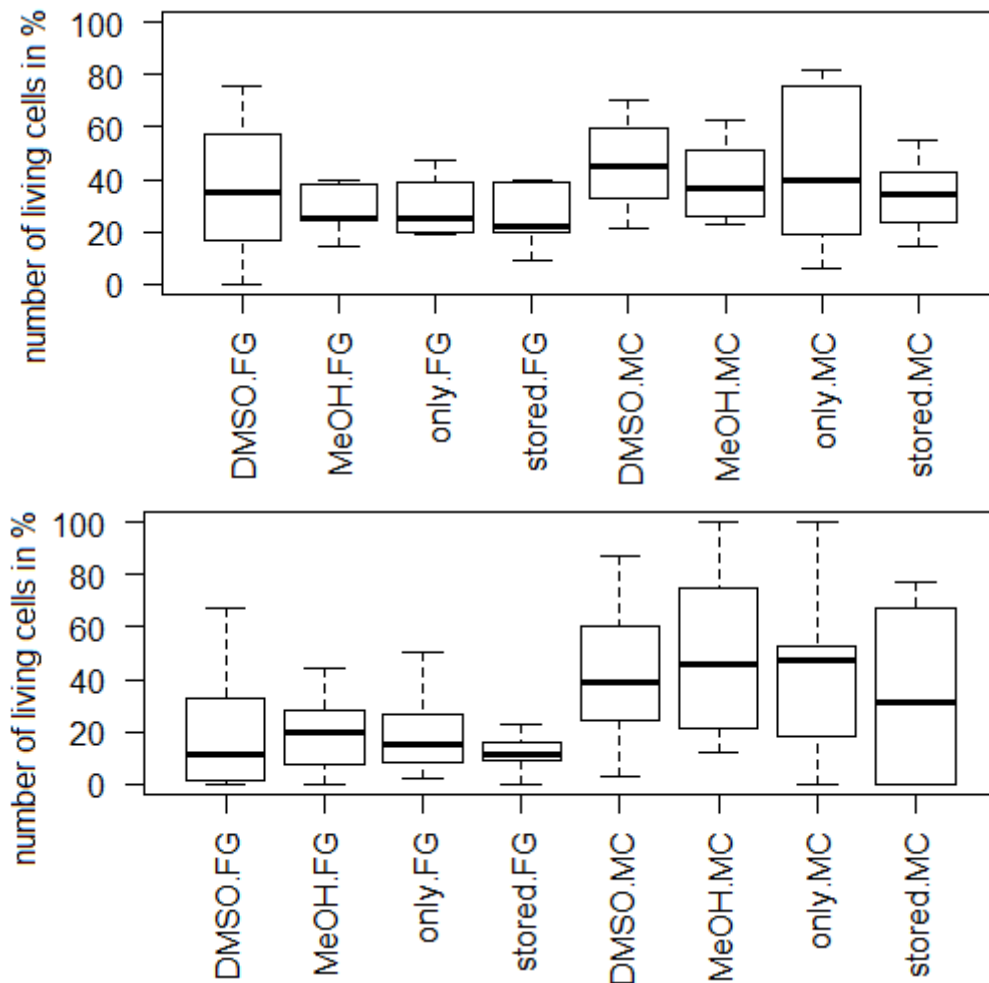 number of living cells in %
100
80
60
40
20
0
DMSO.FG
MeOH.FG
only.FG
stored.FG
DMSO.MC
MeOH.MC
only.MC
stored.MC
number of living cells in %
100
80
60
40
20
0
DMSO.FG
MeOH.FG
only.FG
stored.FG
DMSO.MC
MeOH.MC
only.MC
stored.MC